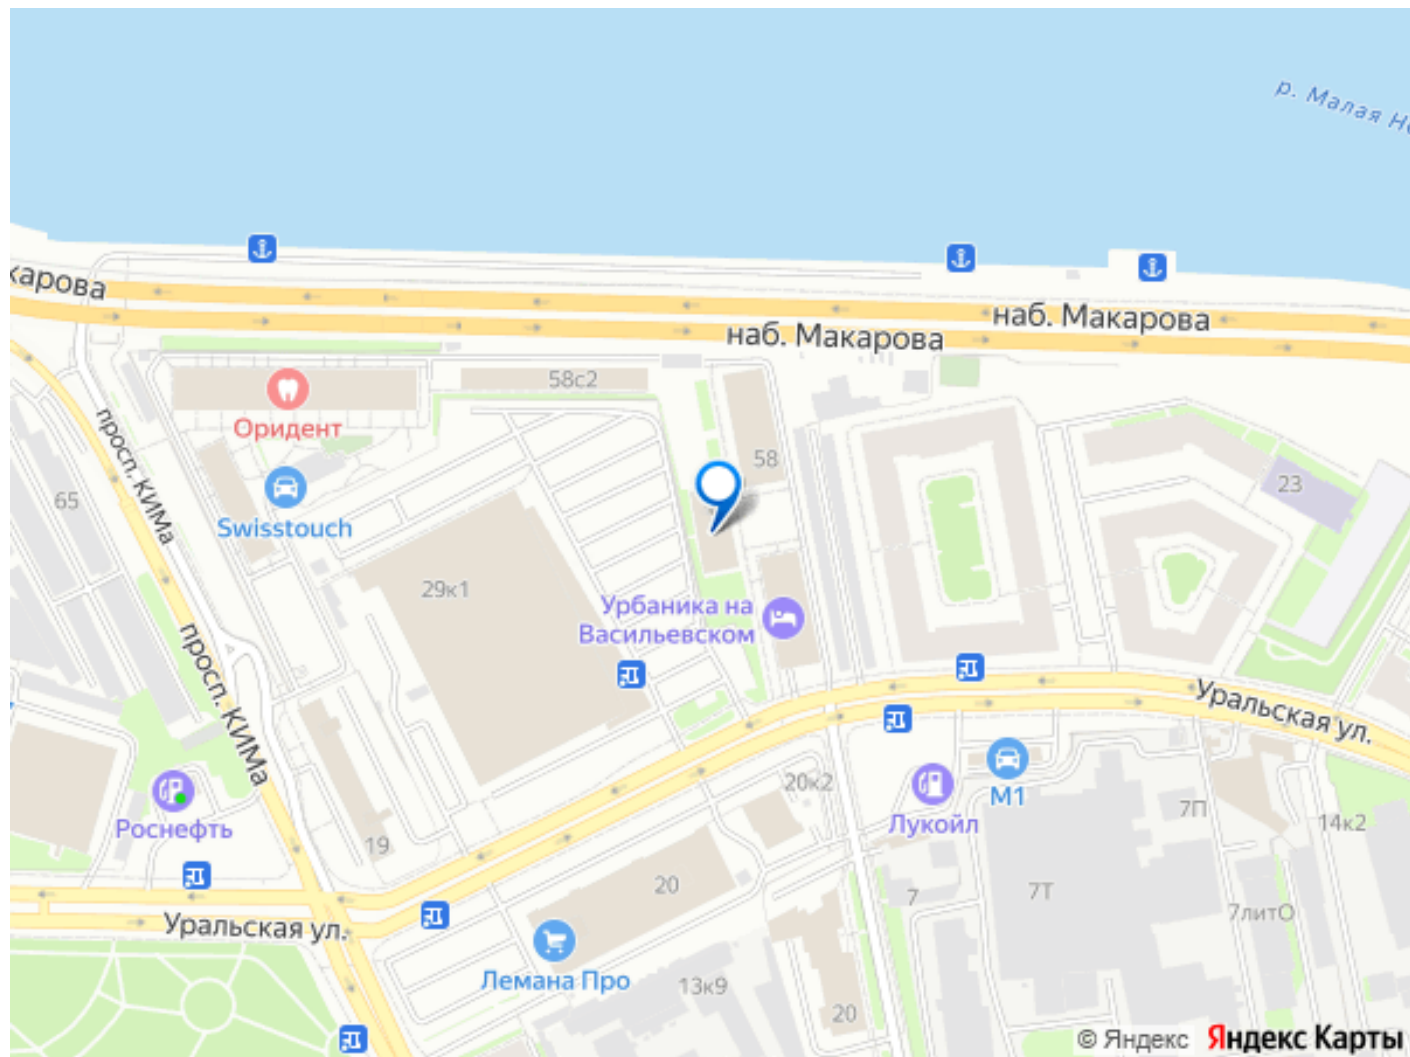 р. Малая Не
карова
наб. Макарова
наб. Макарова
58с2
Оридент
просп. КИМа
58
65
23
Swisstouch
29к1
Урбаника на
Васильевском
просп. КИМа
Уральская ул.
20к2
М1
Лукойл
7П
14к2
Роснефть
19
20
7
7Т
7литО
Уральская ул.
Лемана Про
13к9
20
© Яндекс Яндекс Карты